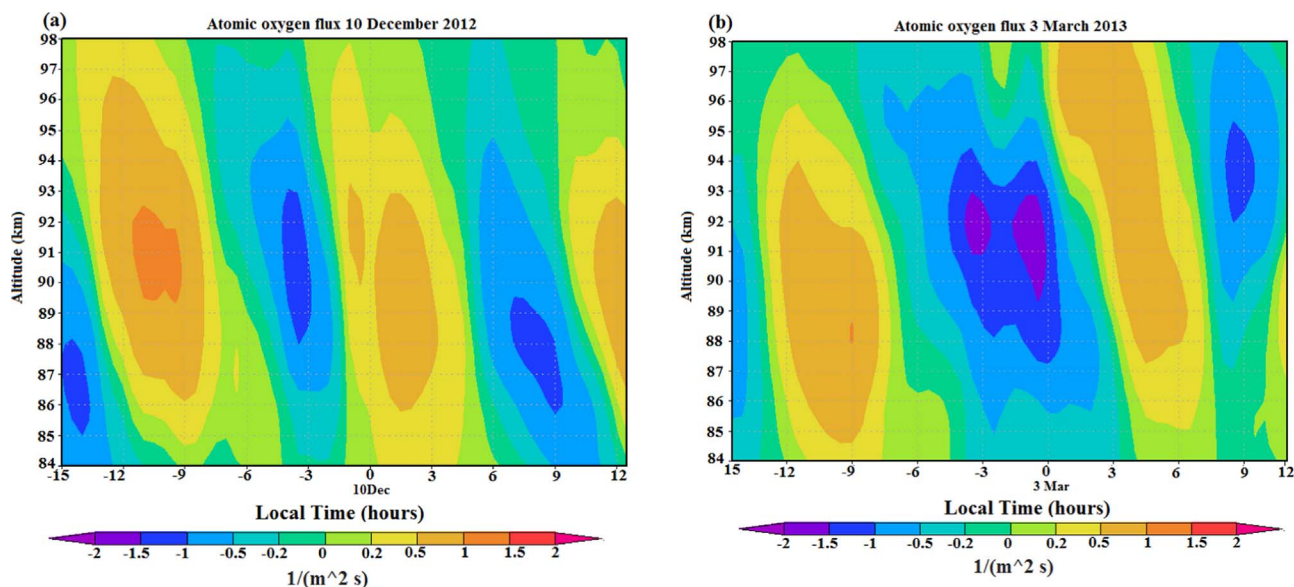 (a)
Atomic oxygen flux 10 December 2012
98
97
96
95
94
93
92
91
90
89
88
87
86
85
84
Altitude (km)
-15 -12 -9 -6 -3 0 3 6 9 12
10Dec
Local Time (hours)
-2 -1.5 -1 -0.5 -0.2 0 0.2 0.5 1 1.5 2
1/(m^2 s)
(b)
Atomic oxygen flux 3 March 2013
98
97
96
95
94
93
92
91
90
89
88
87
86
85
84
Altitude (km)
15 -12 -9 -6 -3 0 3 6 9 12
3 Mar
Local Time (hours)
-2 -1.5 -1 -0.5 -0.2 0 0.2 0.5 1 1.5 2
1/(m^2 s)